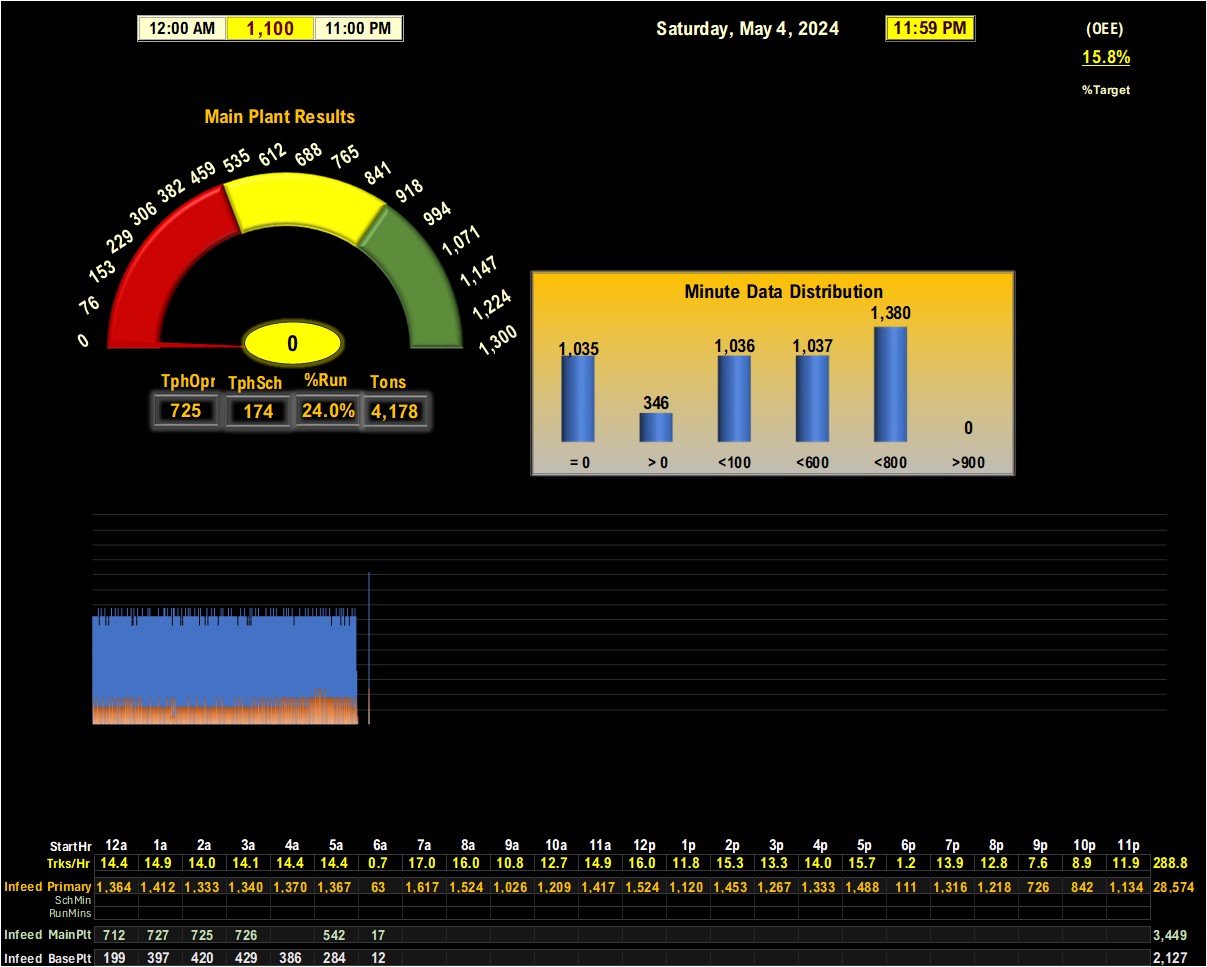 12:00 AM 1,100 11:00 PM Saturday, May 4, 2024 11:59 PM (OEE)
15.8%
%Target
Main Plant Results
0 76 153 229 306 382 459 535 612 688 765 841 918 994 1,071 1,147 1,224 1,300
0
TphOpr TphSch %Run Tons
725 174 24.0% 4,178
Minute Data Distribution
1,035 346 1,036 1,037 1,380 0
= 0 > 0 <100 <600 <800 >900
StartHr 12a 1a 2a 3a 4a 5a 6a 7a 8a 9a 10a 11a 12p 1p 2p 3p 4p 5p 6p 7p 8p 9p 10p 11p
Trks/Hr 14.4 14.9 14.0 14.1 14.4 14.4 0.7 17.0 16.0 10.8 12.7 14.9 16.0 11.8 15.3 13.3 14.0 15.7 1.2 13.9 12.8 7.6 8.9 11.9 288.8
Infeed Primary 1,364 1,412 1,333 1,340 1,370 1,367 63 1,617 1,524 1,026 1,209 1,417 1,524 1,120 1,453 1,267 1,333 1,488 111 1,316 1,218 726 842 1,134 28,574
SchMin
RunMins
Infeed MainPlt 712 727 725 726 542 17 3,449
Infeed BasePlt 199 397 420 429 386 284 12 2,127